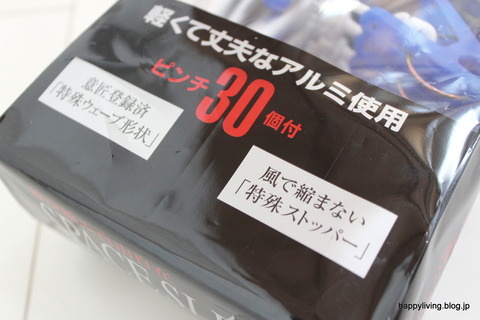 軽くて丈夫なアルミ使用
ピンチ30個付
意匠登録済
「特殊ウェーブ形状」
風で縮まない
「特殊ストッパー」
happyliving.blog.jp